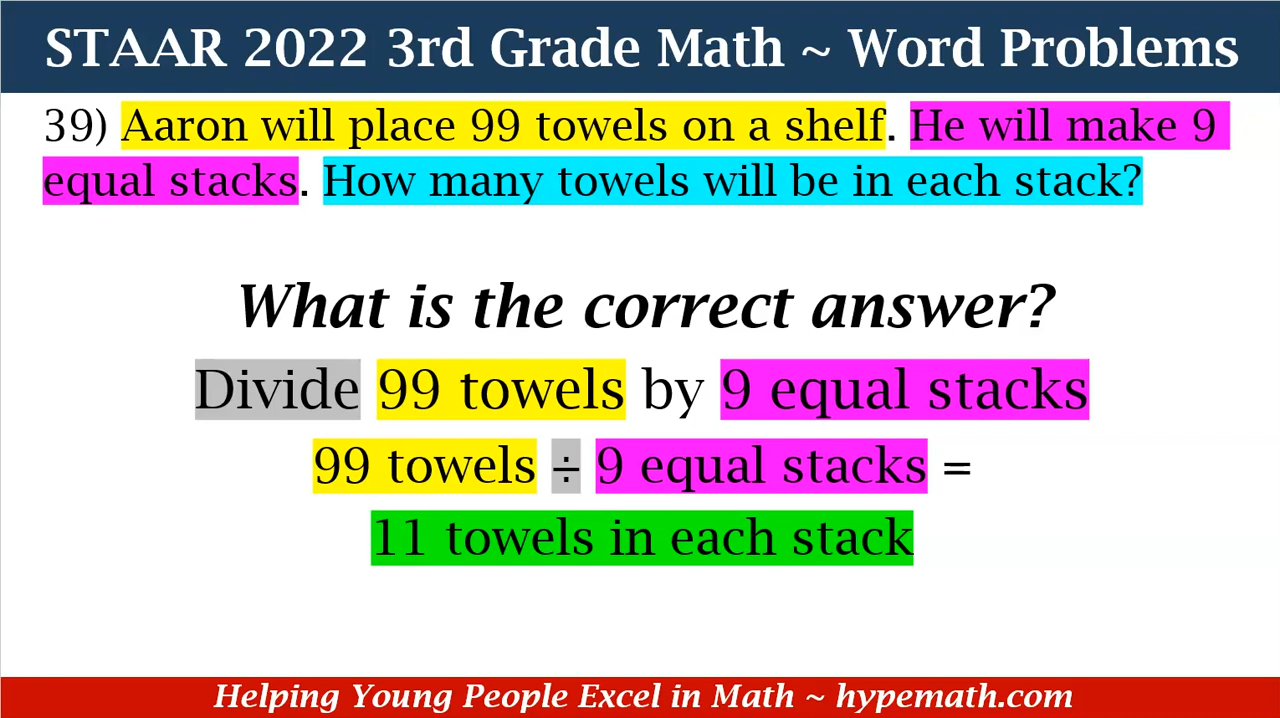 STAAR 2022 3rd Grade Math ~ Word Problems
39) Aaron will place 99 towels on a shelf. He will make 9
equal stacks. How many towels will be in each stack?
What is the correct answer?
Divide 99 towels by 9 equal stacks
99 towels ÷ 9 equal stacks =
11 towels in each stack
Helping Young People Excel in Math ~ hypemath.com